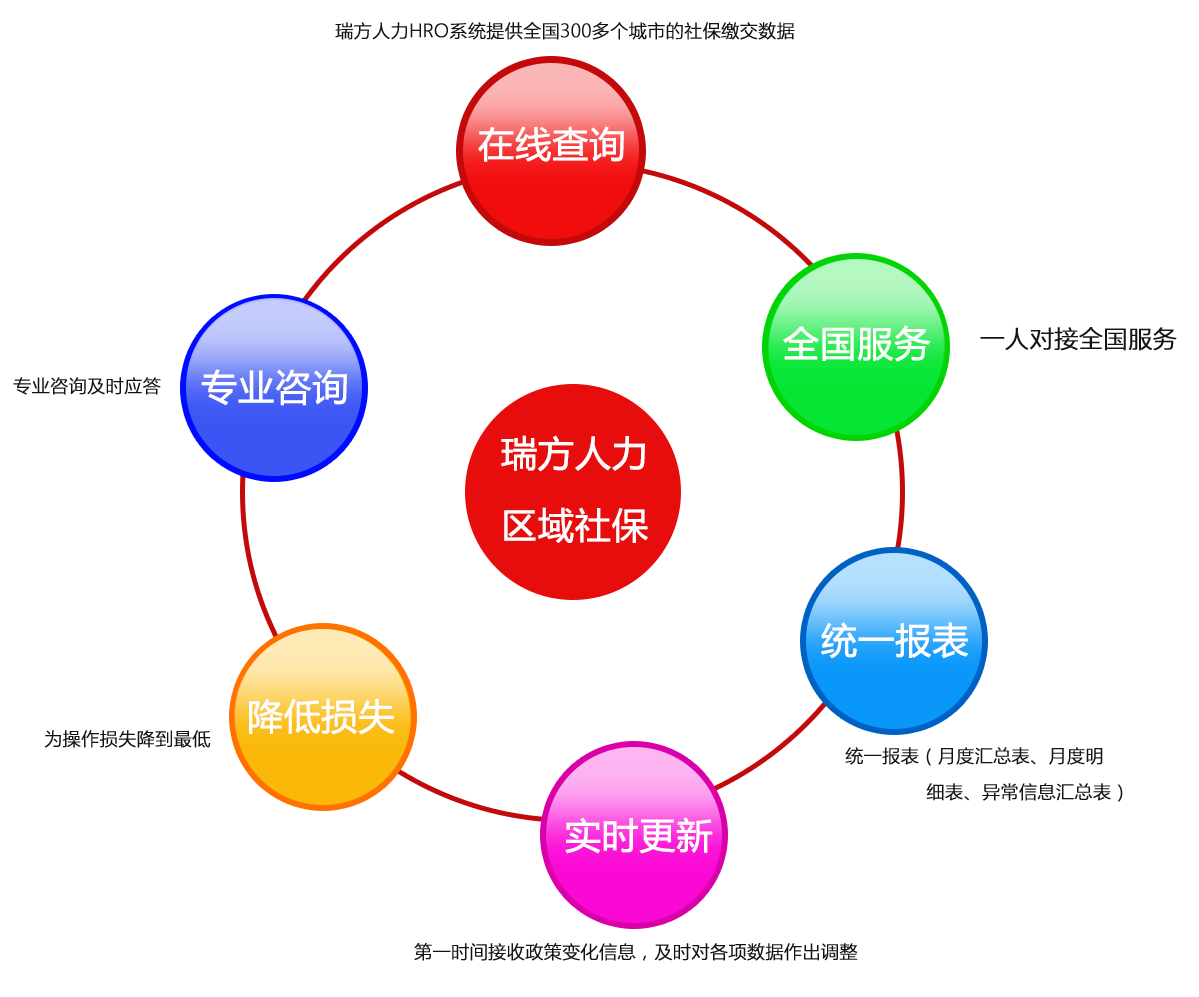 瑞方人力HRO系统提供全国300多个城市的社保缴交数据
在线查询
全国服务
一人对接全国服务
专业咨询
专业咨询及时应答
瑞方人力
区域社保
统一报表
统一报表（月度汇总表、月度明
细表、异常信息汇总表）
降低损失
为操作损失降到最低
实时更新
第一时间接收政策变化信息，及时对各项数据作出调整